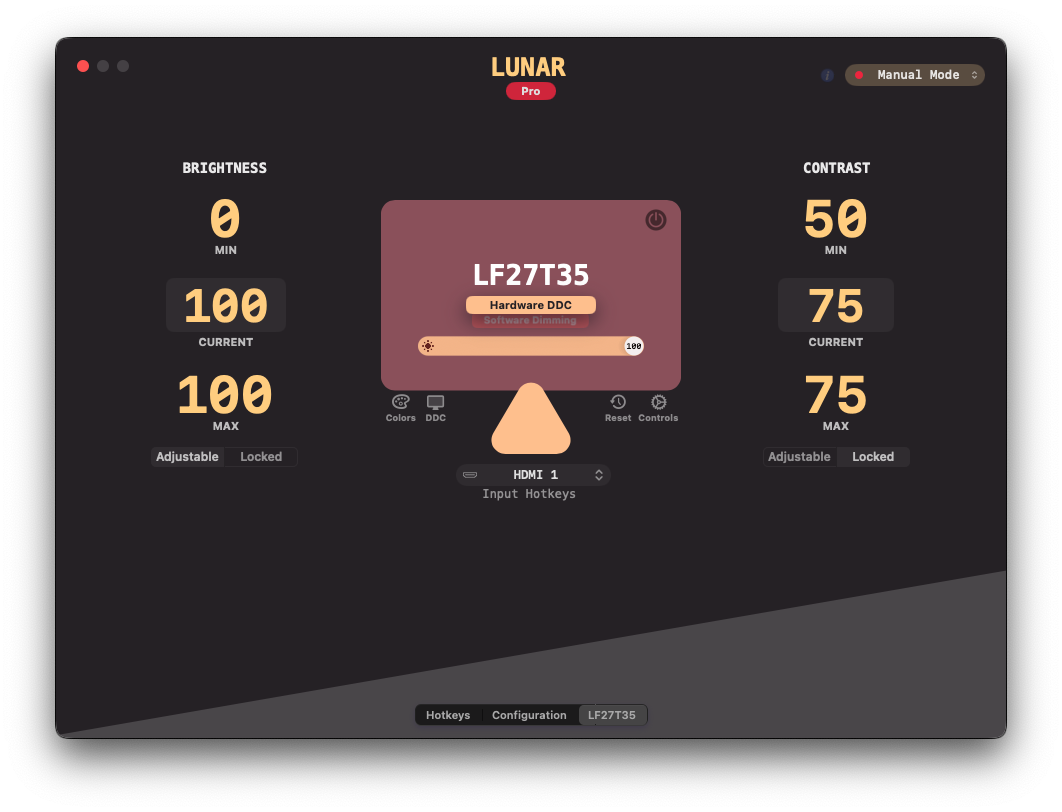 LUNAR
Pro
i
Manual Mode
BRIGHTNESS
0
MIN
100
CURRENT
100
MAX
Adjustable Locked
LF27T35
Hardware DDC
Software Dimming
100
Colors DDC
Reset Controls
HDMI 1
Input Hotkeys
CONTRAST
50
MIN
75
CURRENT
75
MAX
Adjustable Locked
Hotkeys Configuration LF27T35